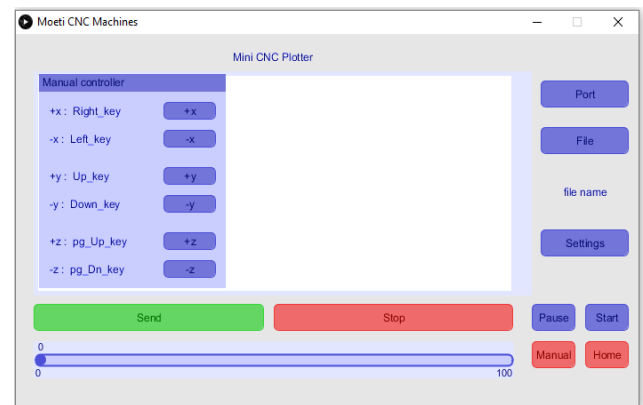 Moeti CNC Machines
Mini CNC Plotter
Manual controller
+x : Right_key +x
-x : Left_key -x
+y : Up_key +y
-y : Down_key -y
+z : pg_Up_key +z
-z : pg_Dn_key -z
Port
File
file name
Settings
Send Stop Pause Start
0
0 100
Manual Home